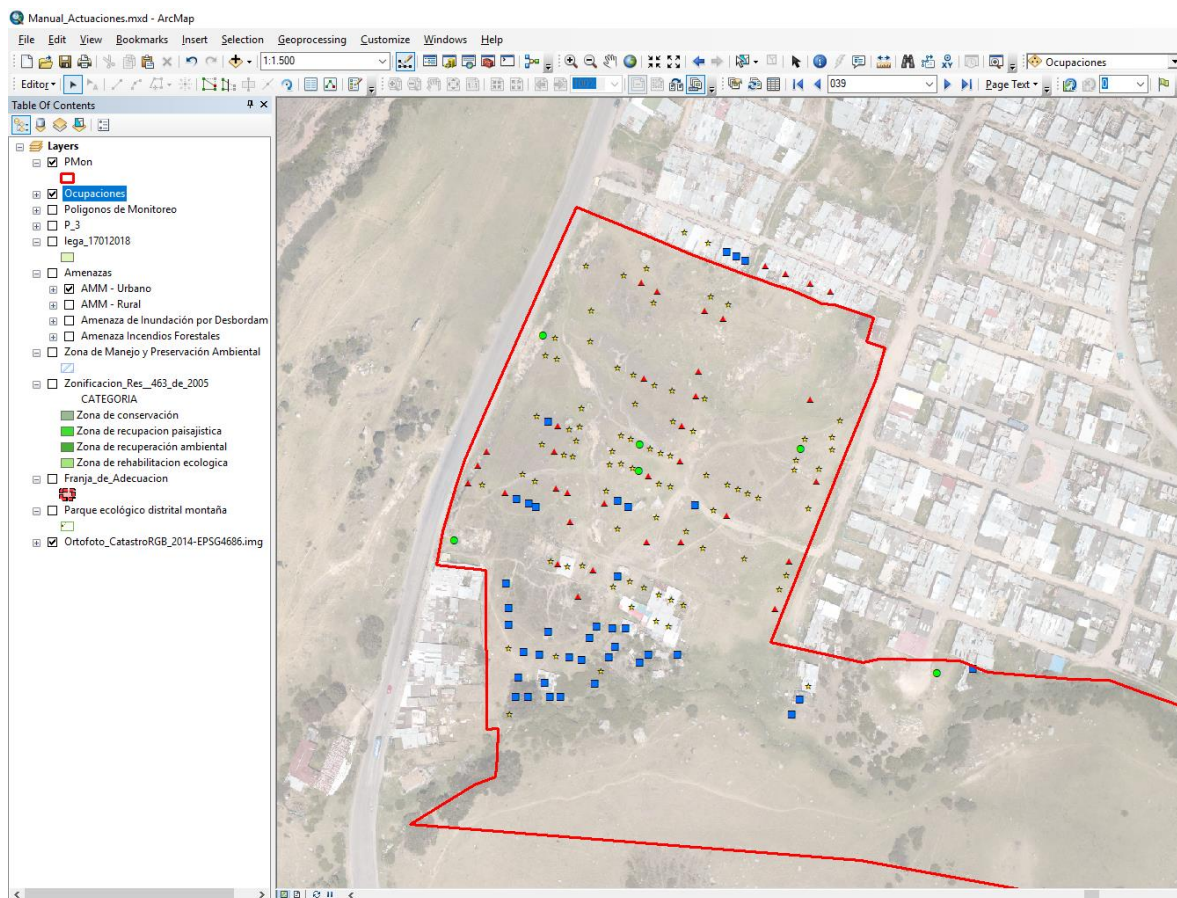 Manual_Actuaciones.mxd - ArcMap
File Edit View Bookmarks Insert Selection Geoprocessing Customize Windows Help
1:1.500
Ocupaciones
Editor
039
Page Text
0
Table Of Contents
Layers
PMon
Ocupaciones
Poligonos de Monitoreo
P_3
lega_17012018
Amenazas
AMM - Urbano
AMM - Rural
Amenaza de Inundación por Desbordam
Amenaza Incendios Forestales
Zona de Manejo y Preservación Ambiental
Zonificacion_Res__463_de_2005
CATEGORIA
Zona de conservación
Zona de recupacion paisajistica
Zona de recuperación ambiental
Zona de rehabilitacion ecologica
Franja_de_Adecuacion
Parque ecológico distrital montaña
Ortofoto_CatastroRGB_2014-EPSG4686.img